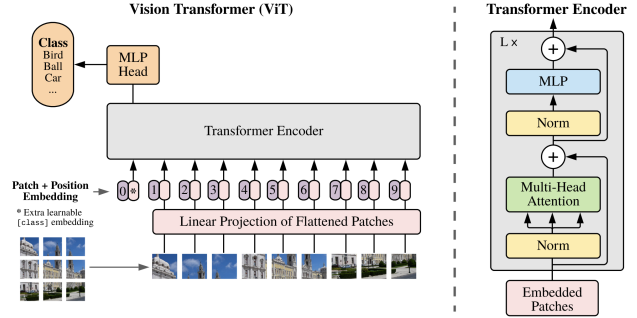 Vision Transformer (ViT)
Transformer Encoder
Class
Bird
Ball
Car
...
MLP
Head
Transformer Encoder
Patch + Position
Embedding
0 * 1 2 3 4 5 6 7 8 9
* Extra learnable
[class] embedding
Linear Projection of Flattened Patches
L x
+
MLP
Norm
+
Multi-Head
Attention
Norm
Embedded
Patches